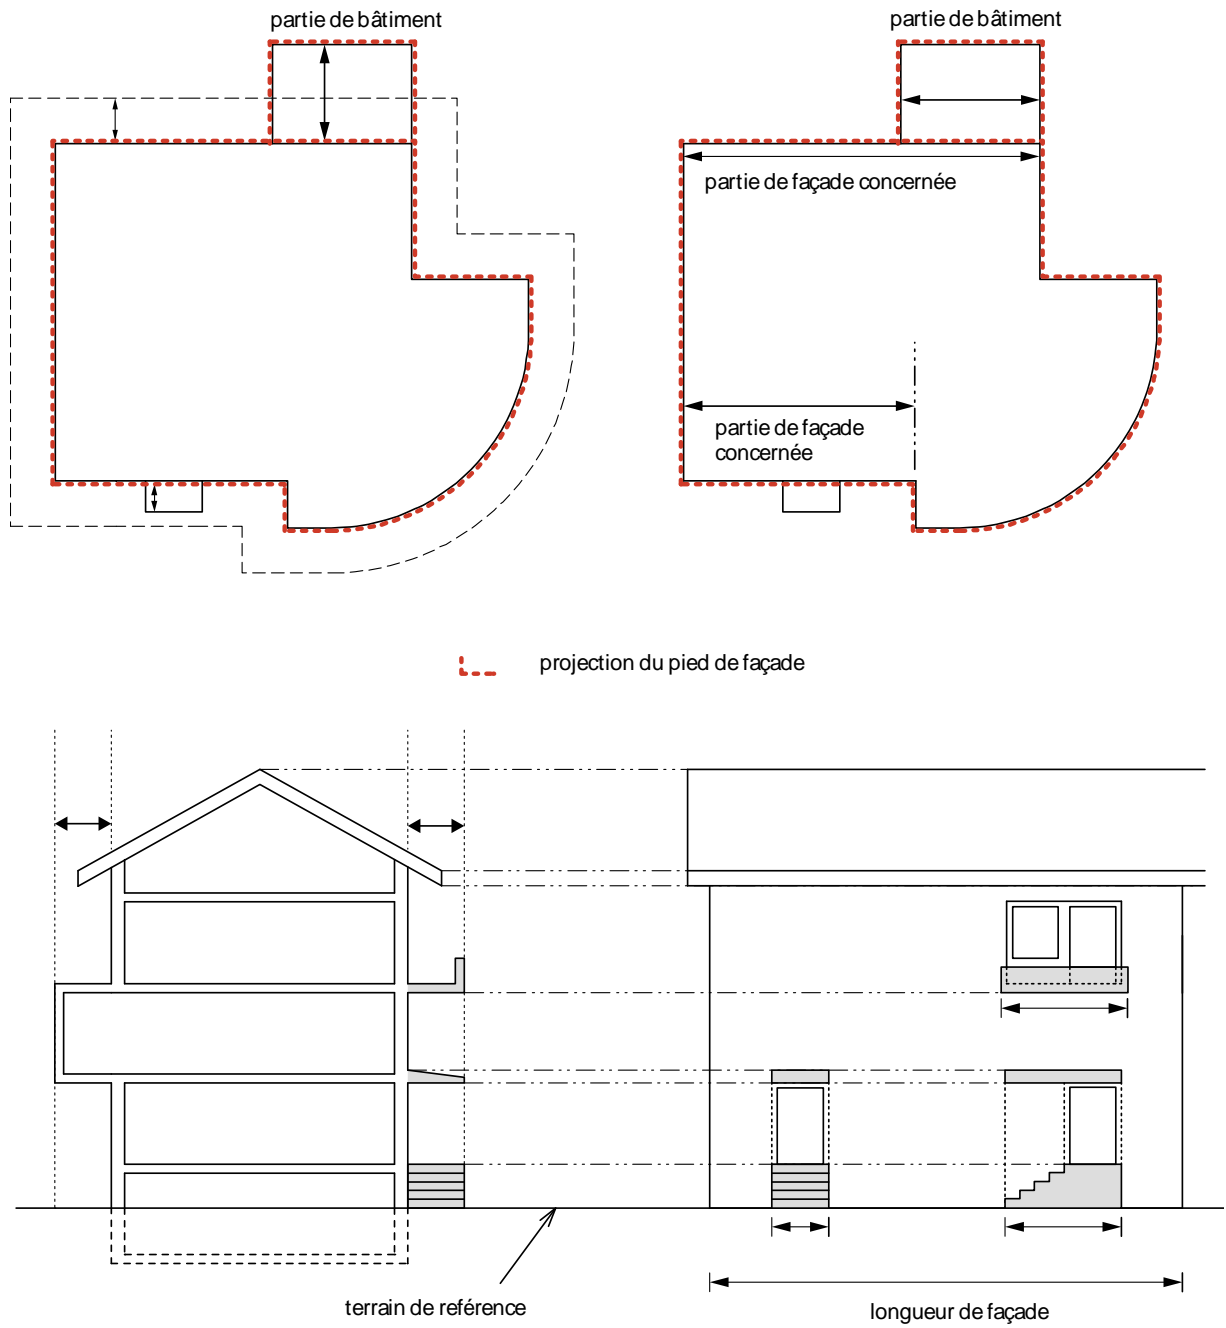 partie de bâtiment
partie de bâtiment
partie de façade concernée
partie de façade
concernée
projection du pied de façade
terrain de reférence
longueur de façade